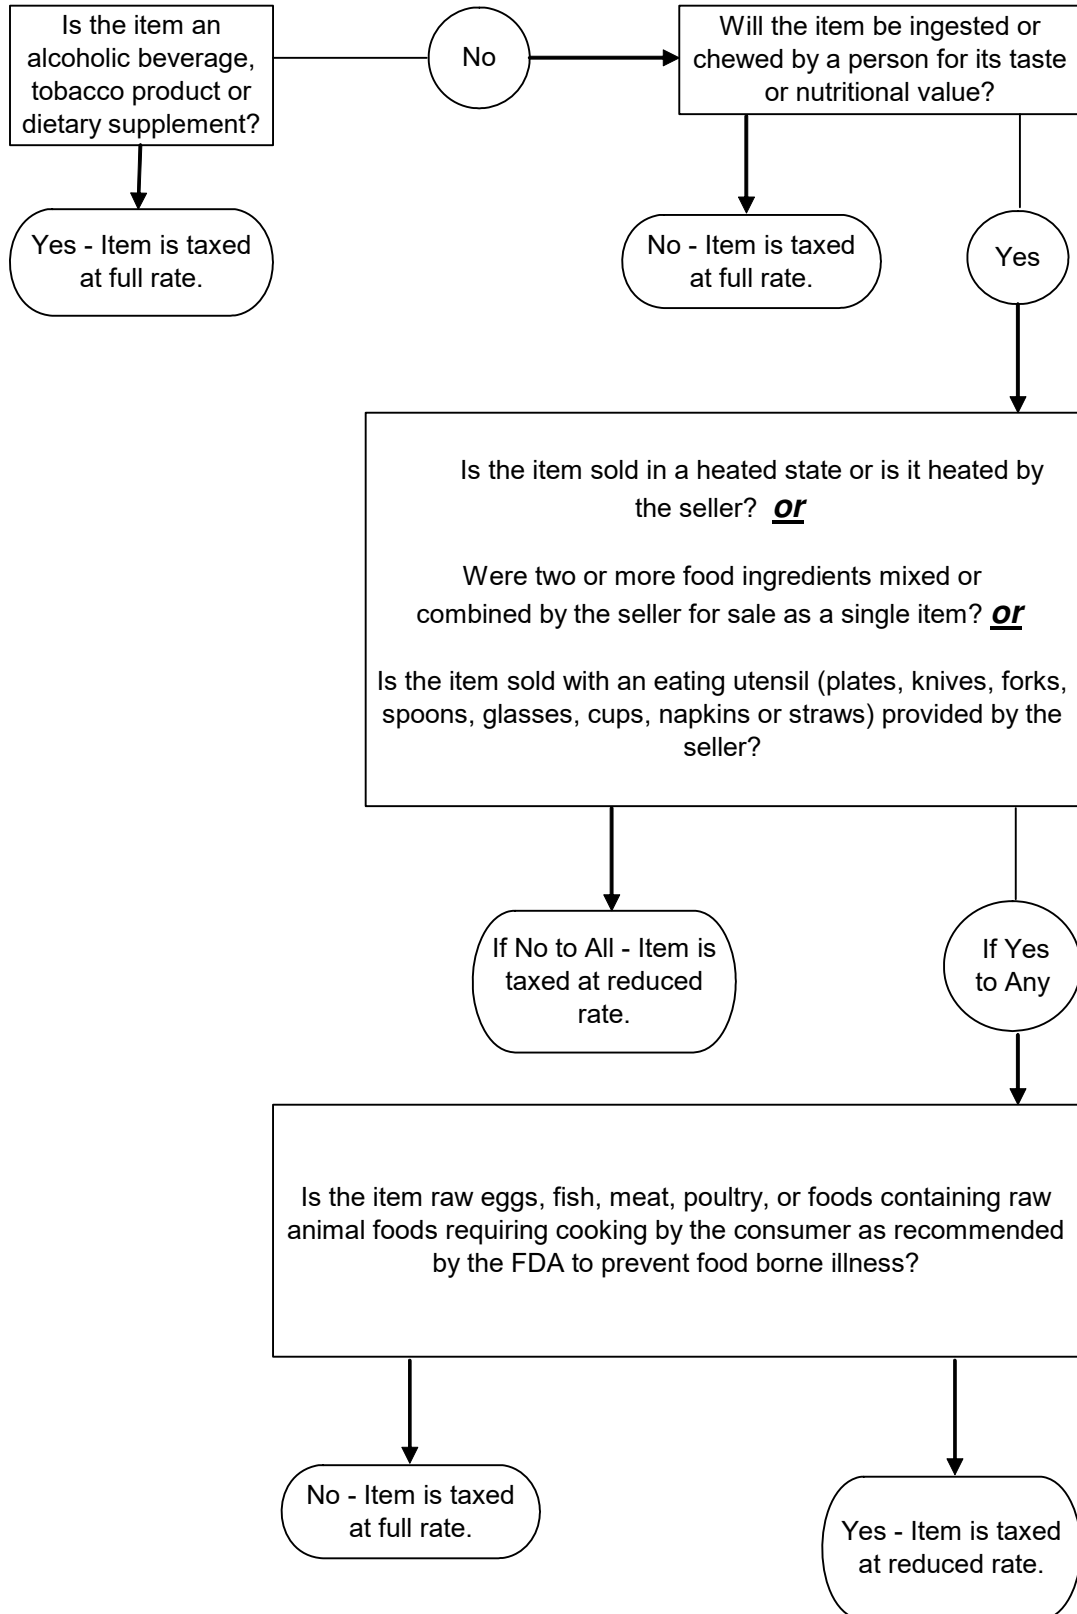 Is the item an
alcoholic beverage,
tobacco product or
dietary supplement?
No
Will the item be ingested or
chewed by a person for its taste
or nutritional value?
Yes - Item is taxed
at full rate.
No - Item is taxed
at full rate.
Yes
Is the item sold in a heated state or is it heated by
the seller? or
Were two or more food ingredients mixed or
combined by the seller for sale as a single item? or
Is the item sold with an eating utensil (plates, knives, forks,
spoons, glasses, cups, napkins or straws) provided by the
seller?
If No to All - Item is
taxed at reduced
rate.
If Yes
to Any
Is the item raw eggs, fish, meat, poultry, or foods containing raw
animal foods requiring cooking by the consumer as recommended
by the FDA to prevent food borne illness?
No - Item is taxed
at full rate.
Yes - Item is taxed
at reduced rate.